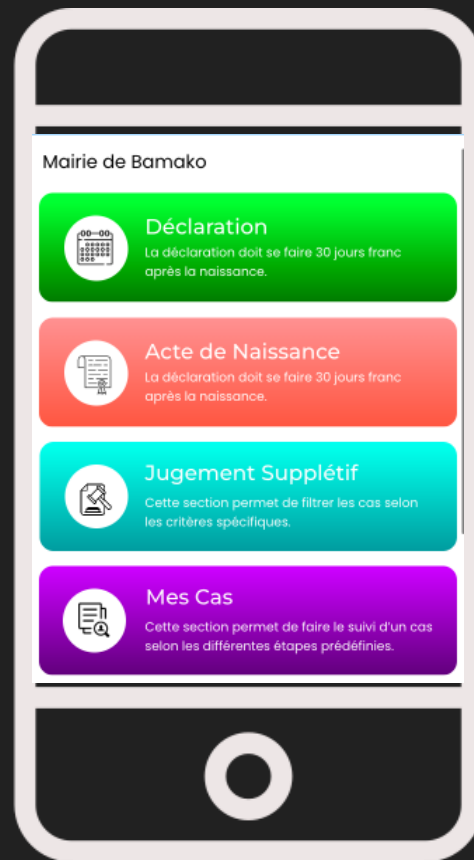 Mairie de Bamako
Déclaration
La déclaration doit se faire 30 jours franc
après la naissance.
Acte de Naissance
La déclaration doit se faire 30 jours franc
après la naissance.
Jugement Supplétif
Cette section permet de filtrer les cas selon
les critères spécifiques.
Mes Cas
Cette section permet de faire le suivi d'un cas
selon les différentes étapes prédéfinies.